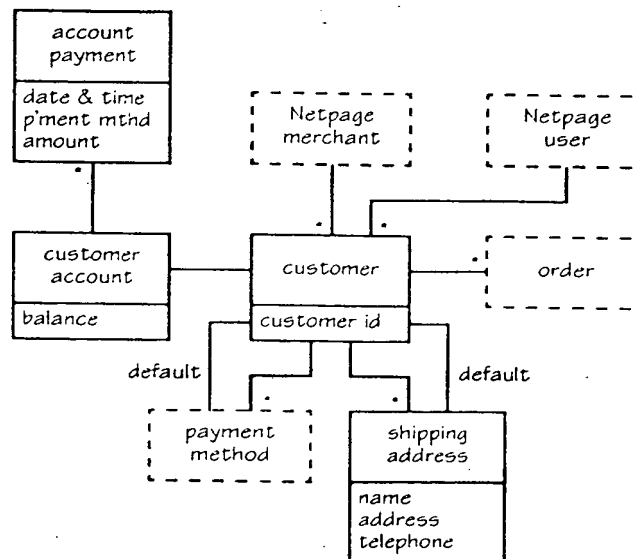 account
payment
date & time
p'ment mthd
amount
Netpage
merchant
Netpage
user
customer
account
balance
customer
customer id
order
default
default
payment
method
shipping
address
name
address
telephone